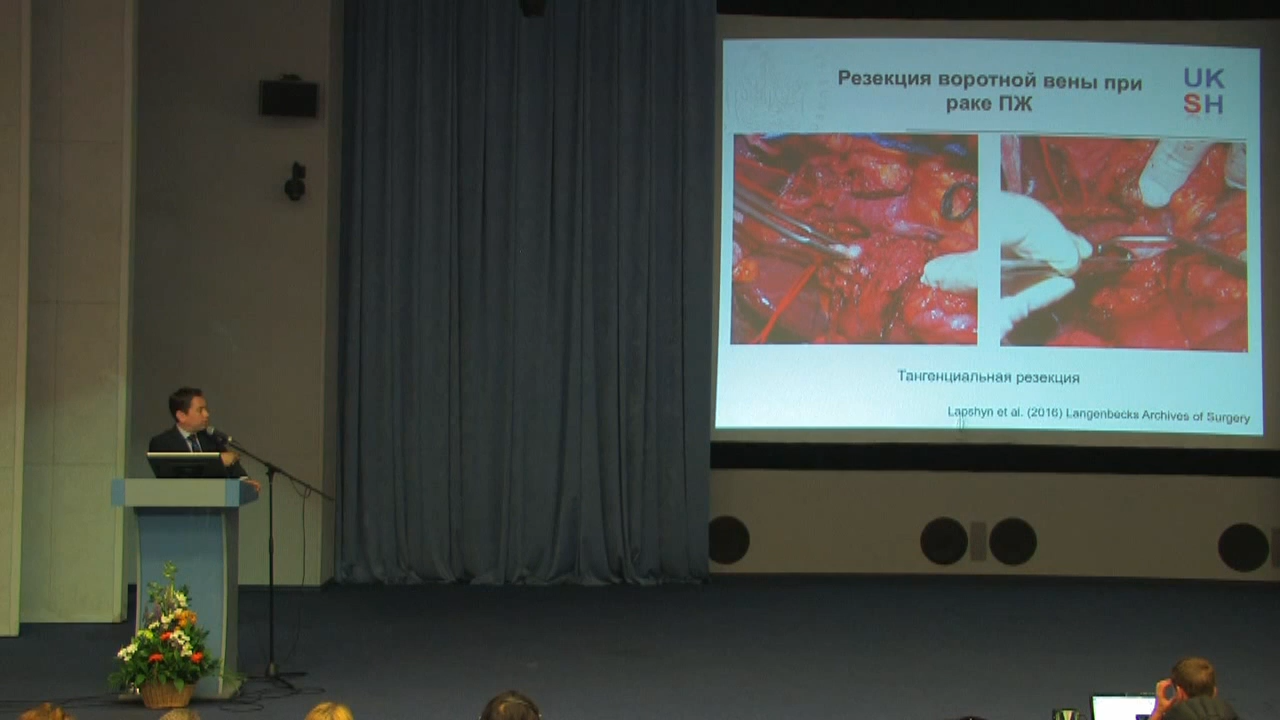 Резекция воротной вены при
раке ПЖ
UK
SH
Тангенциальная резекция
Lapshyn et al. (2016) Langenbecks Archives of Surgery